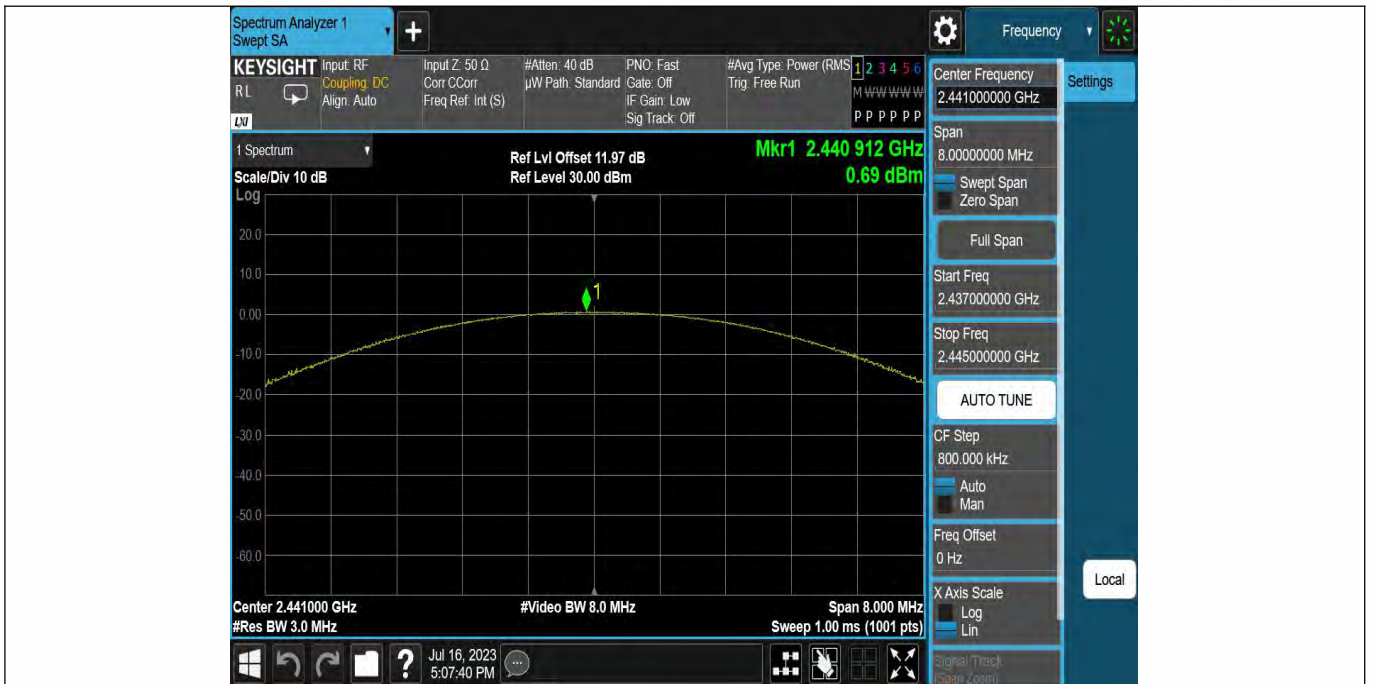 Spectrum Analyzer 1
Swept SA
Frequency
KEYSIGHT
RL
LXI
Input: RF
Coupling: DC
Align: Auto
Input Z: 50 Ω
Corr CCorr
Freq Ref: Int (S)
#Atten: 40 dB
µW Path: Standard
PNO: Fast
Gate: Off
IF Gain: Low
Sig Track: Off
#Avg Type: Power (RMS
Trig: Free Run
1 2 3 4 5 6
M W W W W W
P P P P P P
1 Spectrum
Scale/Div 10 dB
Log
Ref Lvl Offset 11.97 dB
Ref Level 30.00 dBm
Mkr1 2.440 912 GHz
0.69 dBm
20.0
10.0
0.00
-10.0
-20.0
-30.0
-40.0
-50.0
-60.0
1
Center 2.441000 GHz
#Res BW 3.0 MHz
#Video BW 8.0 MHz
Span 8.000 MHz
Sweep 1.00 ms (1001 pts)
Jul 16, 2023
5:07:40 PM
Center Frequency
2.441000000 GHz
Span
8.00000000 MHz
Swept Span
Zero Span
Full Span
Start Freq
2.437000000 GHz
Stop Freq
2.445000000 GHz
AUTO TUNE
CF Step
800.000 kHz
Auto
Man
Freq Offset
0 Hz
X Axis Scale
Log
Lin
Signal Track
(Span Zoom)
Settings
Local